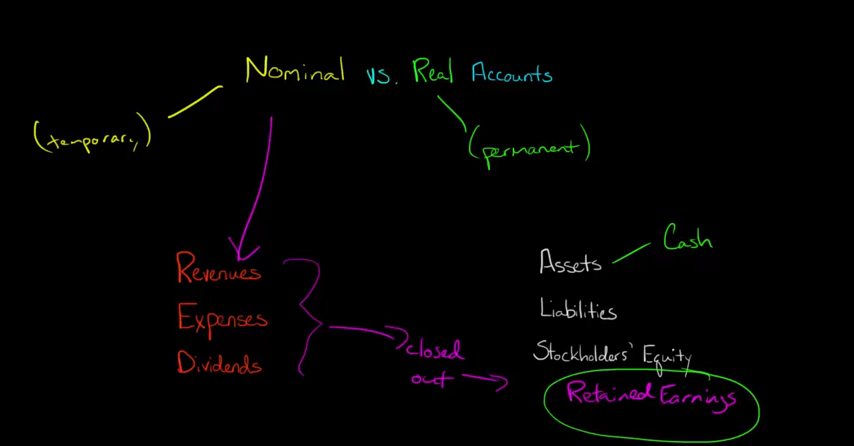 Nominal vs. Real Accounts
(temporary)
(permanent)
Cash
Revenues
Assets
Expenses
Liabilities
Dividends
closed
out
Stockholders' Equity
Retained Earnings